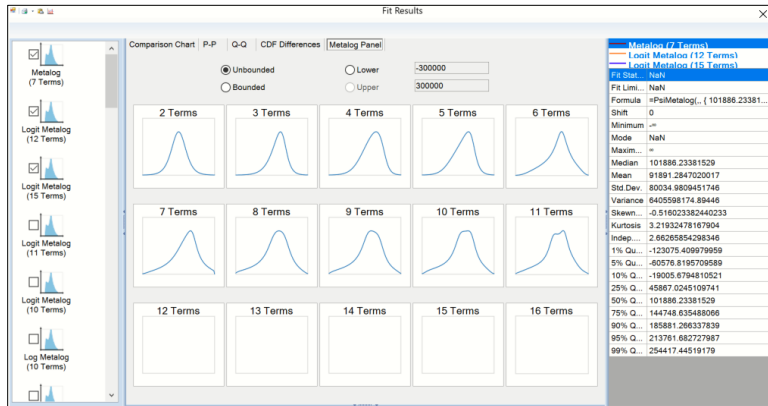 Fit Results
Metalog
(7 Terms)
Logit Metalog
(12 Terms)
Logit Metalog
(15 Terms)
Logit Metalog
(11 Terms)
Logit Metalog
(10 Terms)
Log Metalog
(10 Terms)
Comparison Chart P-P Q-Q CDF Differences Metalog Panel
Unbounded Lower -300000
Bounded Upper 300000
2 Terms 3 Terms 4 Terms 5 Terms 6 Terms
7 Terms 8 Terms 9 Terms 10 Terms 11 Terms
12 Terms 13 Terms 14 Terms 15 Terms 16 Terms
Metalog (7 Terms)
Logit Metalog (12 Terms)
Logit Metalog (15 Terms)
Fit Stat... NaN
Fit Limi... NaN
Formula =PsiMetalog(,, { 101886.23381...
Shift 0
Minimum -∞
Mode NaN
Maxim... ∞
Median 101886.23381529
Mean 91891.2847020017
Std.Dev. 80034.9809451746
Variance 6405598174.89446
Skewn... -0.516023382440233
Kurtosis 3.21932478167904
Indep.... 2.66265854298346
1% Qu... -123075.409979959
5% Qu... -60576.8195709589
10% Q... -19005.6794810521
25% Q... 45867.0245109741
50% Q... 101886.23381529
75% Q... 144748.635488066
90% Q... 185881.266337839
95% Q... 213761.682727987
99% Q... 254417.44519179